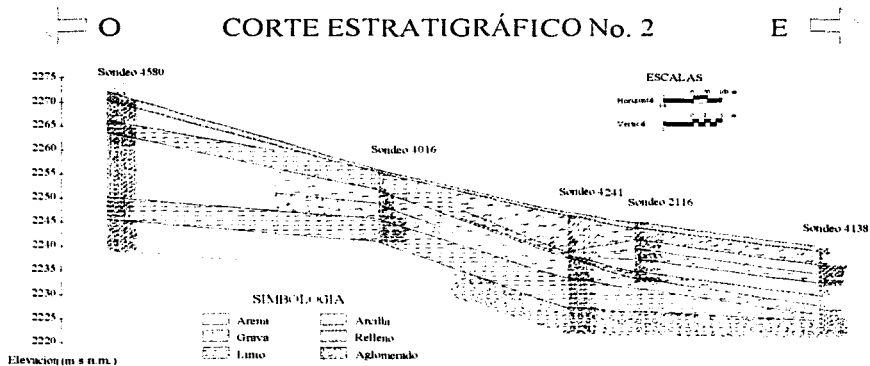 O CORTE ESTRATIGRÁFICO No. 2 E
Sondeo 4580
ESCALAS
Horizontal
Vertical
Sondeo 4016
Sondeo 4241
Sondeo 2116
Sondeo 4138
2275
2270
2265
2260
2255
2250
2245
2240
2235
2230
2225
2220
Elevacion (m s n.m.)
SIMBOLOGIA
Arena
Grava
Limo
Arcilla
Relleno
Aglomerado